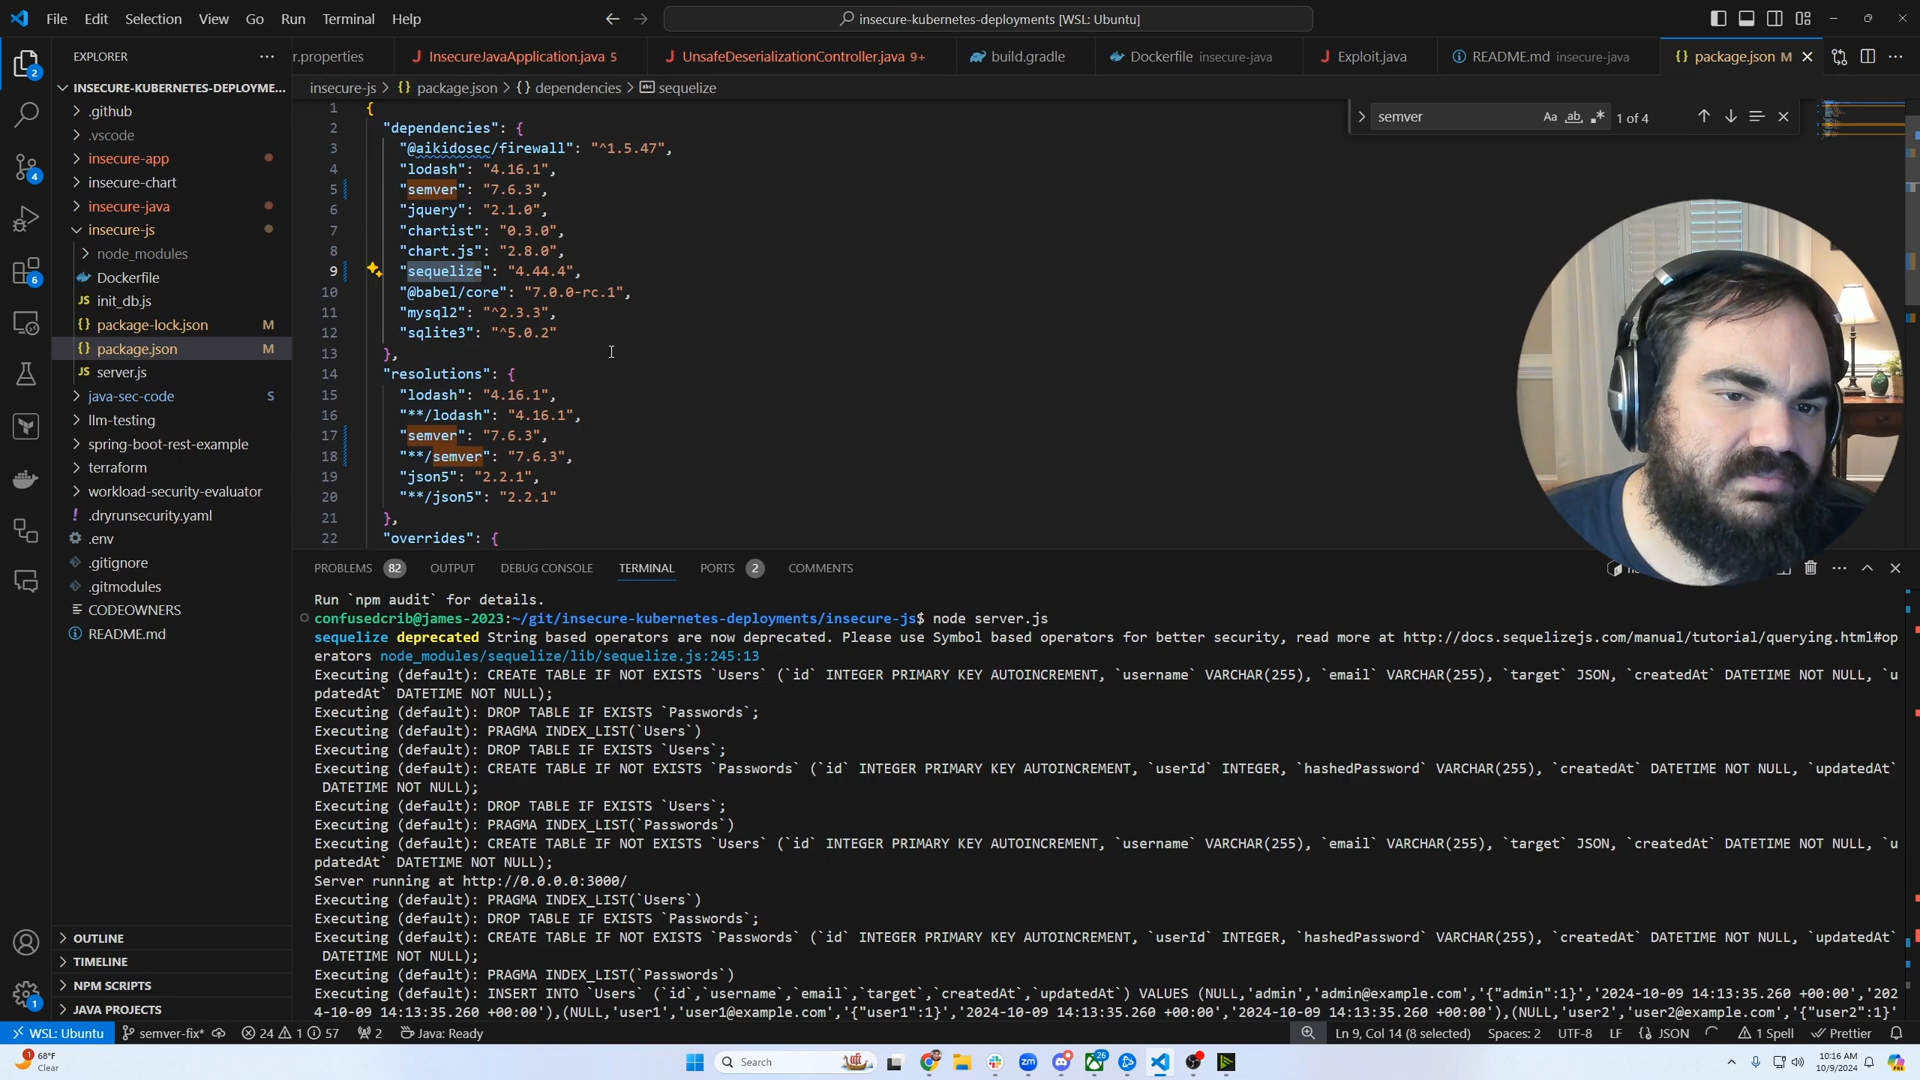 File Edit Selection View Go Run Terminal Help
insecure-kubernetes-deployments [WSL: Ubuntu]
EXPLORER
r.properties
InsecureJavaApplication.java 5
UnsafeDeserializationController.java 9+
build.gradle
Dockerfile insecure-java
Exploit.java
README.md insecure-java
package.json M
insecure-js > {} package.json > {} dependencies > sequelize
semver
Aa ab
1 of 4
INSECURE-KUBERNETES-DEPLOYME...
.github
.vscode
insecure-app
insecure-chart
insecure-java
insecure-js
node_modules
Dockerfile
JS init_db.js
{} package-lock.json M
{} package.json M
JS server.js
java-sec-code S
llm-testing
spring-boot-rest-example
terraform
workload-security-evaluator
! .dryrunsecurity.yaml
.env
.gitignore
.gitmodules
CODEOWNERS
README.md
OUTLINE
TIMELINE
NPM SCRIPTS
JAVA PROJECTS
2
4
6
1
1 {
2 "dependencies": {
3 "@aikidosec/firewall": "^1.5.47",
4 "lodash": "4.16.1",
5 "semver": "7.6.3",
6 "jquery": "2.1.0",
7 "chartist": "0.3.0",
8 "chart.js": "2.8.0",
9 "sequelize": "4.44.4",
10 "@babel/core": "7.0.0-rc.1",
11 "mysql2": "^2.3.3",
12 "sqlite3": "^5.0.2"
13 },
14 "resolutions": {
15 "lodash": "4.16.1",
16 "**/lodash": "4.16.1",
17 "semver": "7.6.3",
18 "**/semver": "7.6.3",
19 "json5": "2.2.1",
20 "**/json5": "2.2.1"
21 },
22 "overrides": {
PROBLEMS 82 OUTPUT DEBUG CONSOLE TERMINAL PORTS 2 COMMENTS
Run `npm audit` for details.
confusedcrib@james-2023:~/git/insecure-kubernetes-deployments/insecure-js$ node server.js
sequelize deprecated String based operators are now deprecated. Please use Symbol based operators for better security, read more at http://docs.sequelizejs.com/manual/tutorial/querying.html#op
erators node_modules/sequelize/lib/sequelize.js:245:13
Executing (default): CREATE TABLE IF NOT EXISTS `Users` (`id` INTEGER PRIMARY KEY AUTOINCREMENT, `username` VARCHAR(255), `email` VARCHAR(255), `target` JSON, `createdAt` DATETIME NOT NULL, `u
pdatedAt` DATETIME NOT NULL);
Executing (default): DROP TABLE IF EXISTS `Passwords`;
Executing (default): PRAGMA INDEX_LIST(`Users`)
Executing (default): DROP TABLE IF EXISTS `Users`;
Executing (default): CREATE TABLE IF NOT EXISTS `Passwords` (`id` INTEGER PRIMARY KEY AUTOINCREMENT, `userId` INTEGER, `hashedPassword` VARCHAR(255), `createdAt` DATETIME NOT NULL, `updatedAt`
DATETIME NOT NULL);
Executing (default): DROP TABLE IF EXISTS `Users`;
Executing (default): PRAGMA INDEX_LIST(`Passwords`)
Executing (default): CREATE TABLE IF NOT EXISTS `Users` (`id` INTEGER PRIMARY KEY AUTOINCREMENT, `username` VARCHAR(255), `email` VARCHAR(255), `target` JSON, `createdAt` DATETIME NOT NULL, `u
pdatedAt` DATETIME NOT NULL);
Server running at http://0.0.0.0:3000/
Executing (default): PRAGMA INDEX_LIST(`Users`)
Executing (default): DROP TABLE IF EXISTS `Passwords`;
Executing (default): CREATE TABLE IF NOT EXISTS `Passwords` (`id` INTEGER PRIMARY KEY AUTOINCREMENT, `userId` INTEGER, `hashedPassword` VARCHAR(255), `createdAt` DATETIME NOT NULL, `updatedAt`
DATETIME NOT NULL);
Executing (default): PRAGMA INDEX_LIST(`Passwords`)
Executing (default): INSERT INTO `Users` (`id`,`username`,`email`,`target`,`createdAt`,`updatedAt`) VALUES (NULL,'admin','admin@example.com','{"admin":1}','2024-10-09 14:13:35.260 +00:00','202
4-10-09 14:13:35.260 +00:00'),(NULL,'user1','user1@example.com','{"user1":1}','2024-10-09 14:13:35.260 +00:00','2024-10-09 14:13:35.260 +00:00'),(NULL,'user2','user2@example.com','{"user2":1}'
WSL: Ubuntu semver-fix* 24 1 57 2 Java: Ready
Ln 9, Col 14 (8 selected) Spaces: 2 UTF-8 LF {} JSON 1 Spell Prettier
1 68°F
Clear
Search
26
10:16 AM
10/9/2024